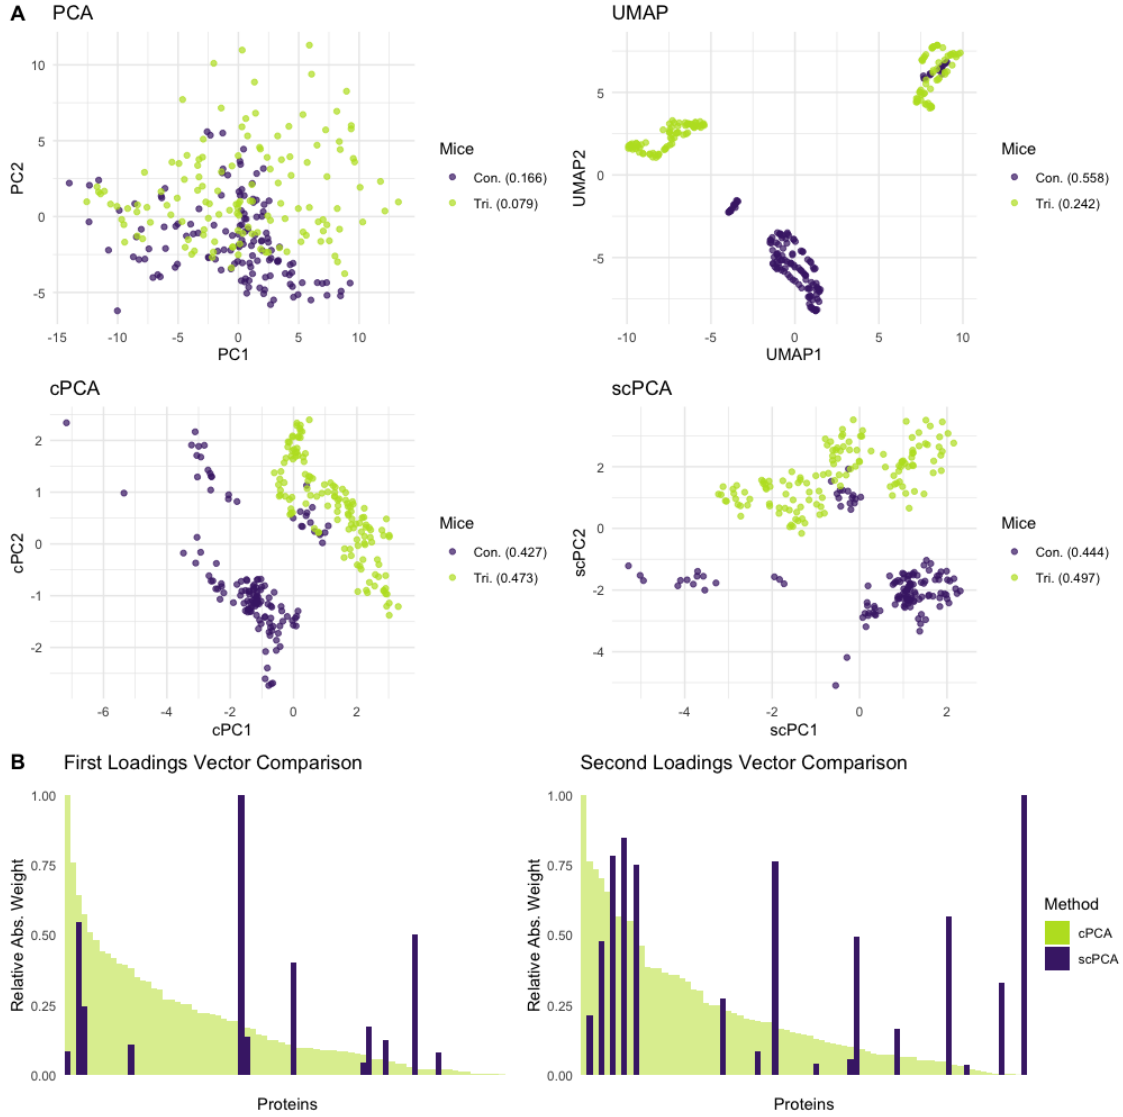 A
PCA
10
5
0
-5
PC2
-15
-10
-5
0
5
10
PC1
Mice
Con. (0.166)
Tri. (0.079)
UMAP
5
0
-5
UMAP2
-10
-5
0
5
10
UMAP1
Mice
Con. (0.558)
Tri. (0.242)
cPCA
2
1
0
-1
-2
cPC2
-6
-4
-2
0
2
cPC1
Mice
Con. (0.427)
Tri. (0.473)
scPCA
2
0
-2
-4
scPC2
-4
-2
0
2
scPC1
Mice
Con. (0.444)
Tri. (0.497)
B
First Loadings Vector Comparison
1.00
0.75
0.50
0.25
0.00
Relative Abs. Weight
Proteins
Second Loadings Vector Comparison
1.00
0.75
0.50
0.25
0.00
Relative Abs. Weight
Proteins
Method
cPCA
scPCA